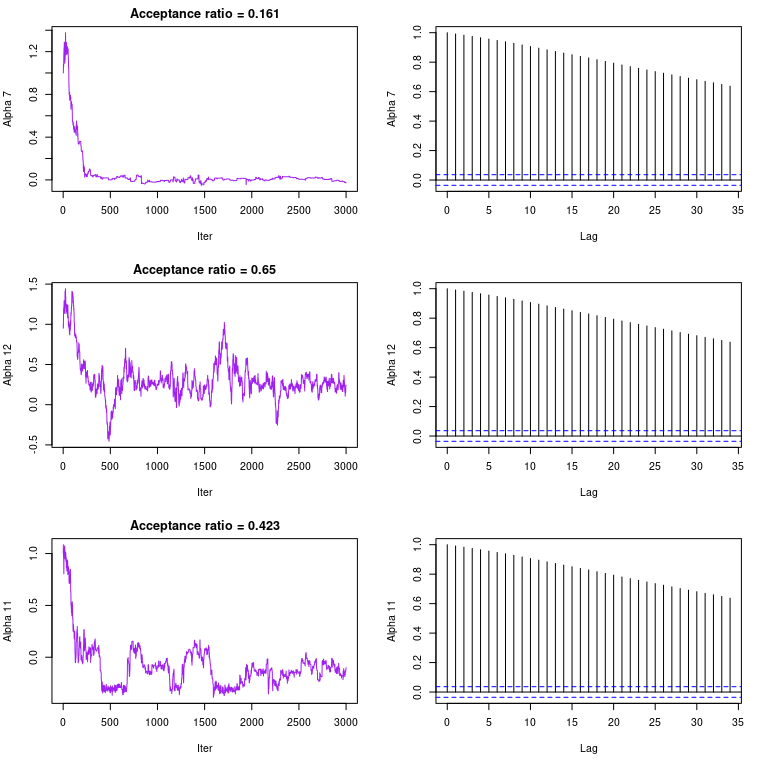 Acceptance ratio = 0.161
Alpha 7
0.0 0.4 0.8 1.2
0 500 1000 1500 2000 2500 3000
Iter
Alpha 7
0.0 0.2 0.4 0.6 0.8 1.0
0 5 10 15 20 25 30 35
Lag
Acceptance ratio = 0.65
Alpha 12
-0.5 0.0 0.5 1.0 1.5
0 500 1000 1500 2000 2500 3000
Iter
Alpha 12
0.0 0.2 0.4 0.6 0.8 1.0
0 5 10 15 20 25 30 35
Lag
Acceptance ratio = 0.423
Alpha 11
0.0 0.5 1.0
0 500 1000 1500 2000 2500 3000
Iter
Alpha 11
0.0 0.2 0.4 0.6 0.8 1.0
0 5 10 15 20 25 30 35
Lag